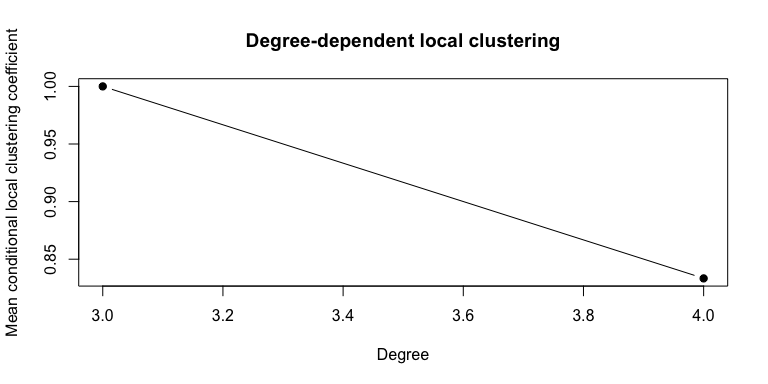 Degree-dependent local clustering
Mean conditional local clustering coefficient
1.00
0.95
0.90
0.85
3.0 3.2 3.4 3.6 3.8 4.0
Degree